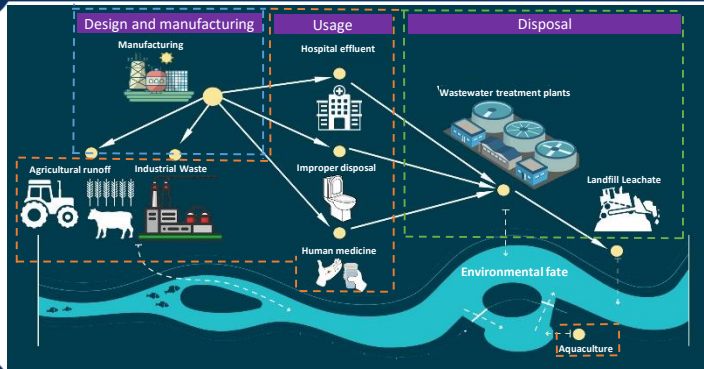 Design and manufacturing
Usage
Disposal
Manufacturing
Hospital effluent
Wastewater treatment plants
Agricultural runoff
Industrial Waste
Improper disposal
Landfill Leachate
Human medicine
Environmental fate
Aquaculture